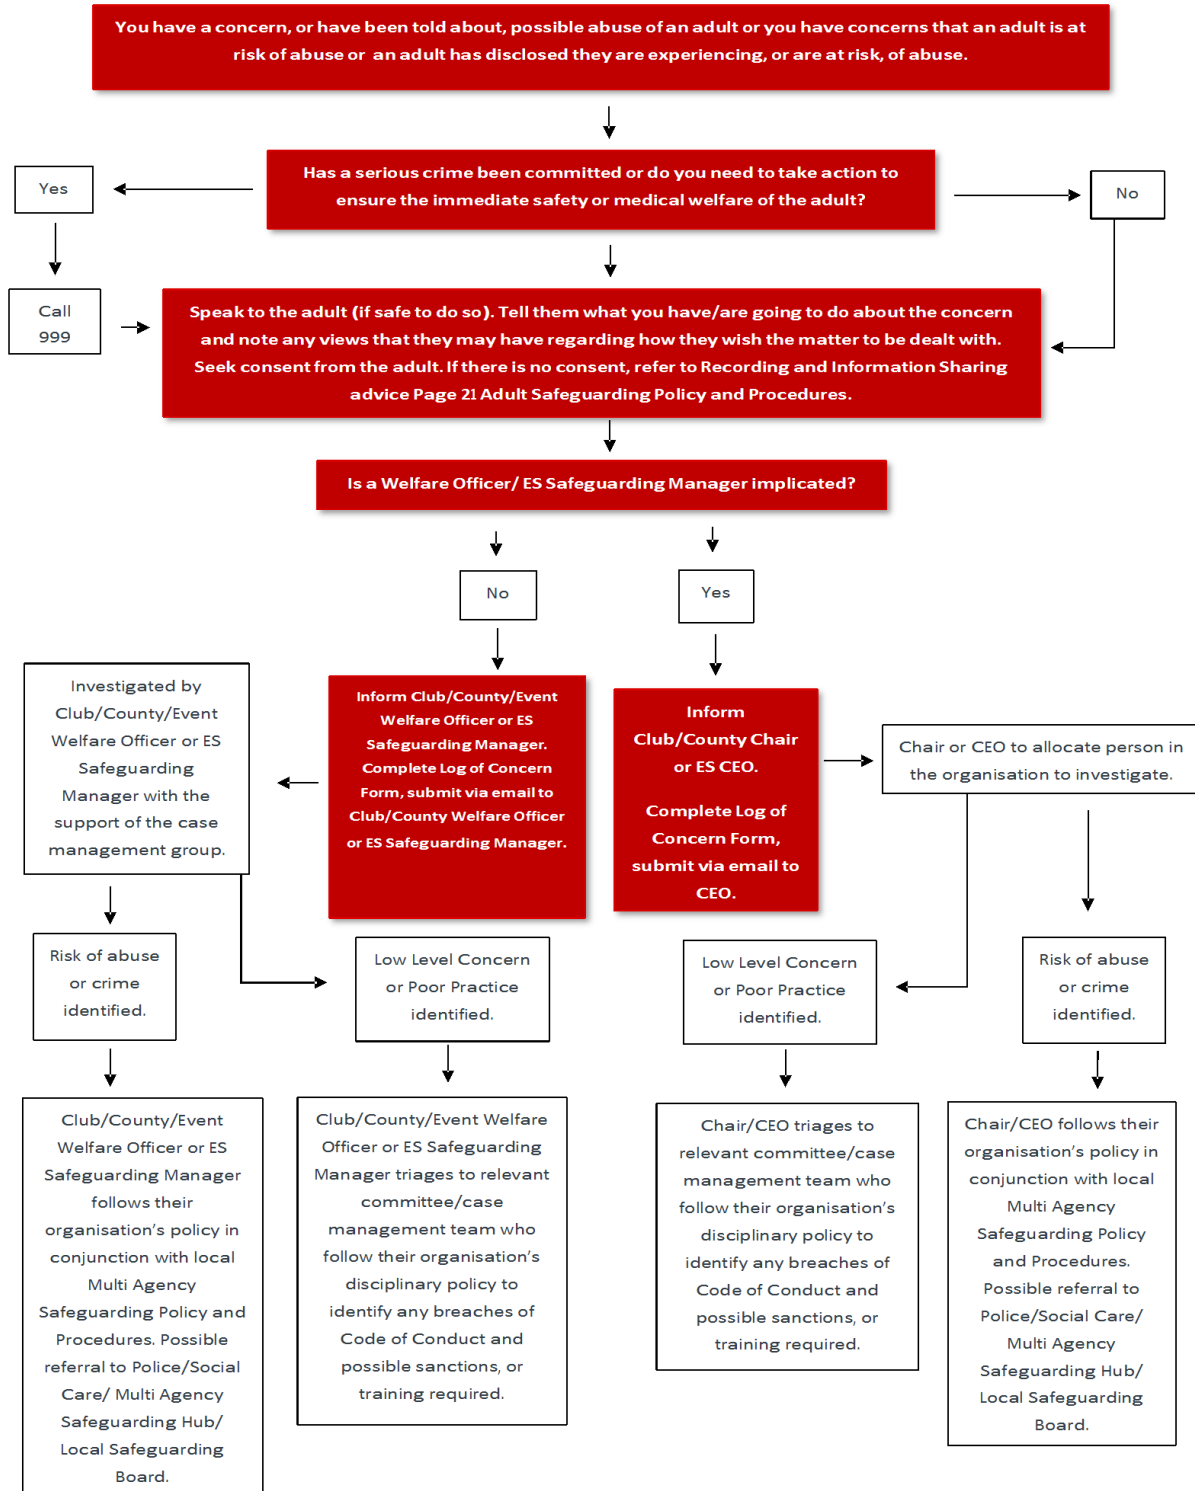 You have a concern, or have been told about, possible abuse of an adult or you have concerns that an adult is at
risk of abuse or an adult has disclosed they are experiencing, or are at risk, of abuse.
Has a serious crime been committed or do you need to take action to
ensure the immediate safety or medical welfare of the adult?
Yes
No
Call
999
Speak to the adult (if safe to do so). Tell them what you have/are going to do about the concern
and note any views that they may have regarding how they wish the matter to be dealt with.
Seek consent from the adult. If there is no consent, refer to Recording and Information Sharing
advice Page 21 Adult Safeguarding Policy and Procedures.
Is a Welfare Officer/ ES Safeguarding Manager implicated?
No
Yes
Investigated by
Club/County/Event
Welfare Officer or ES
Safeguarding
Manager with the
support of the case
management group.
Inform Club/County/Event
Welfare Officer or ES
Safeguarding Manager.
Complete Log of Concern
Form, submit via email to
Club/County Welfare Officer
or ES Safeguarding Manager.
Inform
Club/County Chair
or ES CEO.
Complete Log of
Concern Form,
submit via email to
CEO.
Chair or CEO to allocate person in
the organisation to investigate.
Risk of abuse
or crime
identified.
Low Level Concern
or Poor Practice
identified.
Low Level Concern
or Poor Practice
identified.
Risk of abuse
or crime
identified.
Club/County/Event
Welfare Officer or ES
Safeguarding Manager
follows their
organisation's policy in
conjunction with local
Multi Agency
Safeguarding Policy and
Procedures. Possible
referral to Police/Social
Care/ Multi Agency
Safeguarding Hub/
Local Safeguarding
Board.
Club/County/Event Welfare
Officer or ES Safeguarding
Manager triages to relevant
committee/case
management team who
follow their organisation's
disciplinary policy to
identify any breaches of
Code of Conduct and
possible sanctions, or
training required.
Chair/CEO triages to
relevant committee/case
management team who
follow their organisation's
disciplinary policy to
identify any breaches of
Code of Conduct and
possible sanctions, or
training required.
Chair/CEO follows their
organisation's policy in
conjunction with local
Multi Agency
Safeguarding Policy
and Procedures.
Possible referral to
Police/Social Care/
Multi Agency
Safeguarding Hub/
Local Safeguarding
Board.